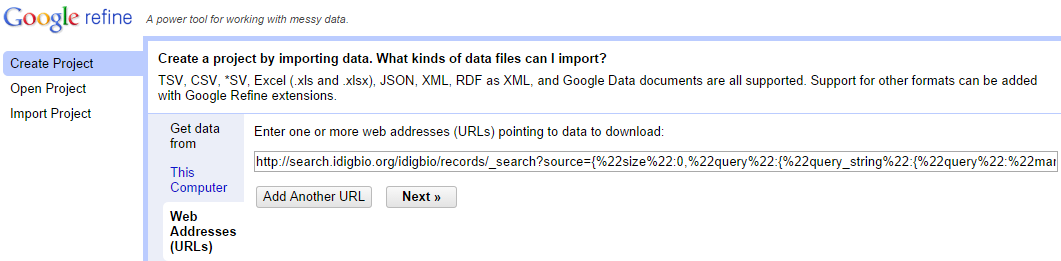 Google refine A power tool for working with messy data.
Create Project
Open Project
Import Project
Create a project by importing data. What kinds of data files can I import?
TSV, CSV, *SV, Excel (.xls and .xlsx), JSON, XML, RDF as XML, and Google Data documents are all supported. Support for other formats can be added
with Google Refine extensions.
Get data
from
This
Computer
Web
Addresses
(URLs)
Enter one or more web addresses (URLs) pointing to data to download:
http://search.idigbio.org/idigbio/records/_search?source={%22size%22:0,%22query%22:{%22query_string%22:{%22query%22:%22mar
Add Another URL Next »